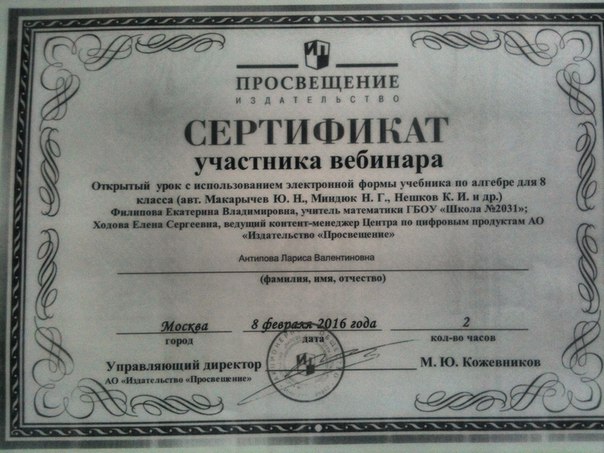 ПРОСВЕЩЕНИЕ
ИЗДАТЕЛЬСТВО
СЕРТИФИКАТ
участника вебинара
Открытый урок с использованием электронной формы учебника по алгебре для 8
класса (авт. Макарычев Ю. Н., Миндюк Н. Г., Нешков К. И. и др.)
Филипова Екатерина Владимировна, учитель математики ГБОУ «Школа №2031»;
Ходова Елена Сергеевна, ведущий контент-менеджер Центра по цифровым продуктам АО
«Издательство «Просвещение»
Антипова Лариса Валентиновна
(фамилия, имя, отчество)
Москва 8 февраля 2016 года 2
город дата кол-во часов
Управляющий директор М. Ю. Кожевников
АО «Издательство «Просвещение»